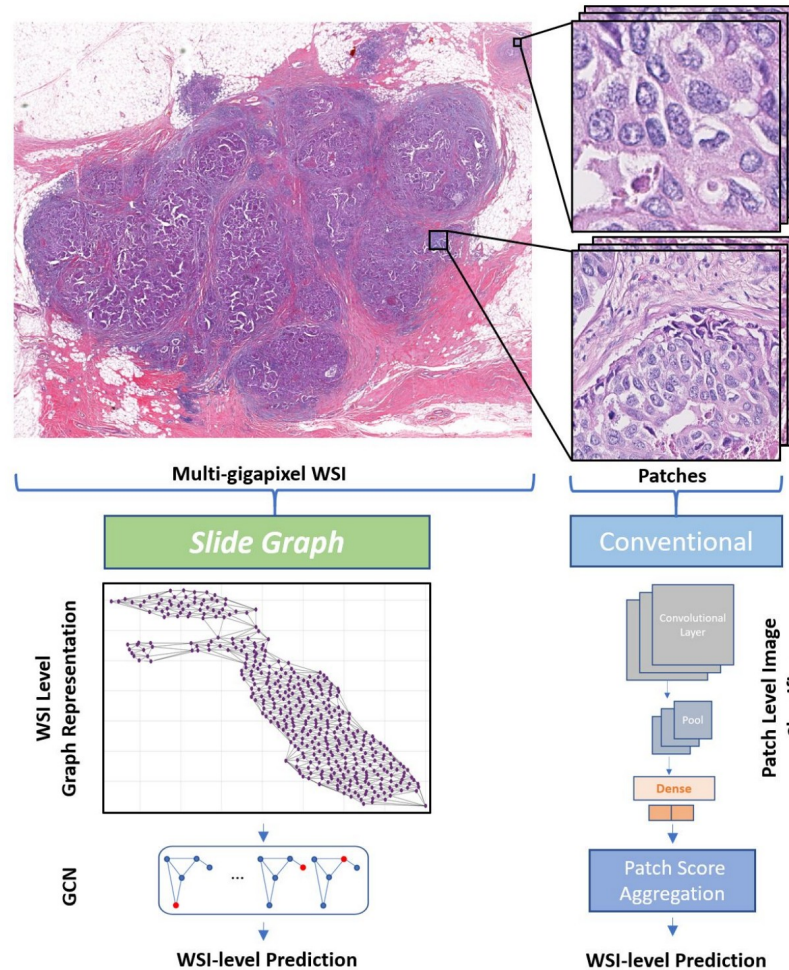 Multi-gigapixel WSI
Patches
Slide Graph
Conventional
WSI Level
Graph Representation
Convolutional
Layer
Pool
Dense
Patch Level Image
GCN
...
Patch Score
Aggregation
WSI-level Prediction
WSI-level Prediction